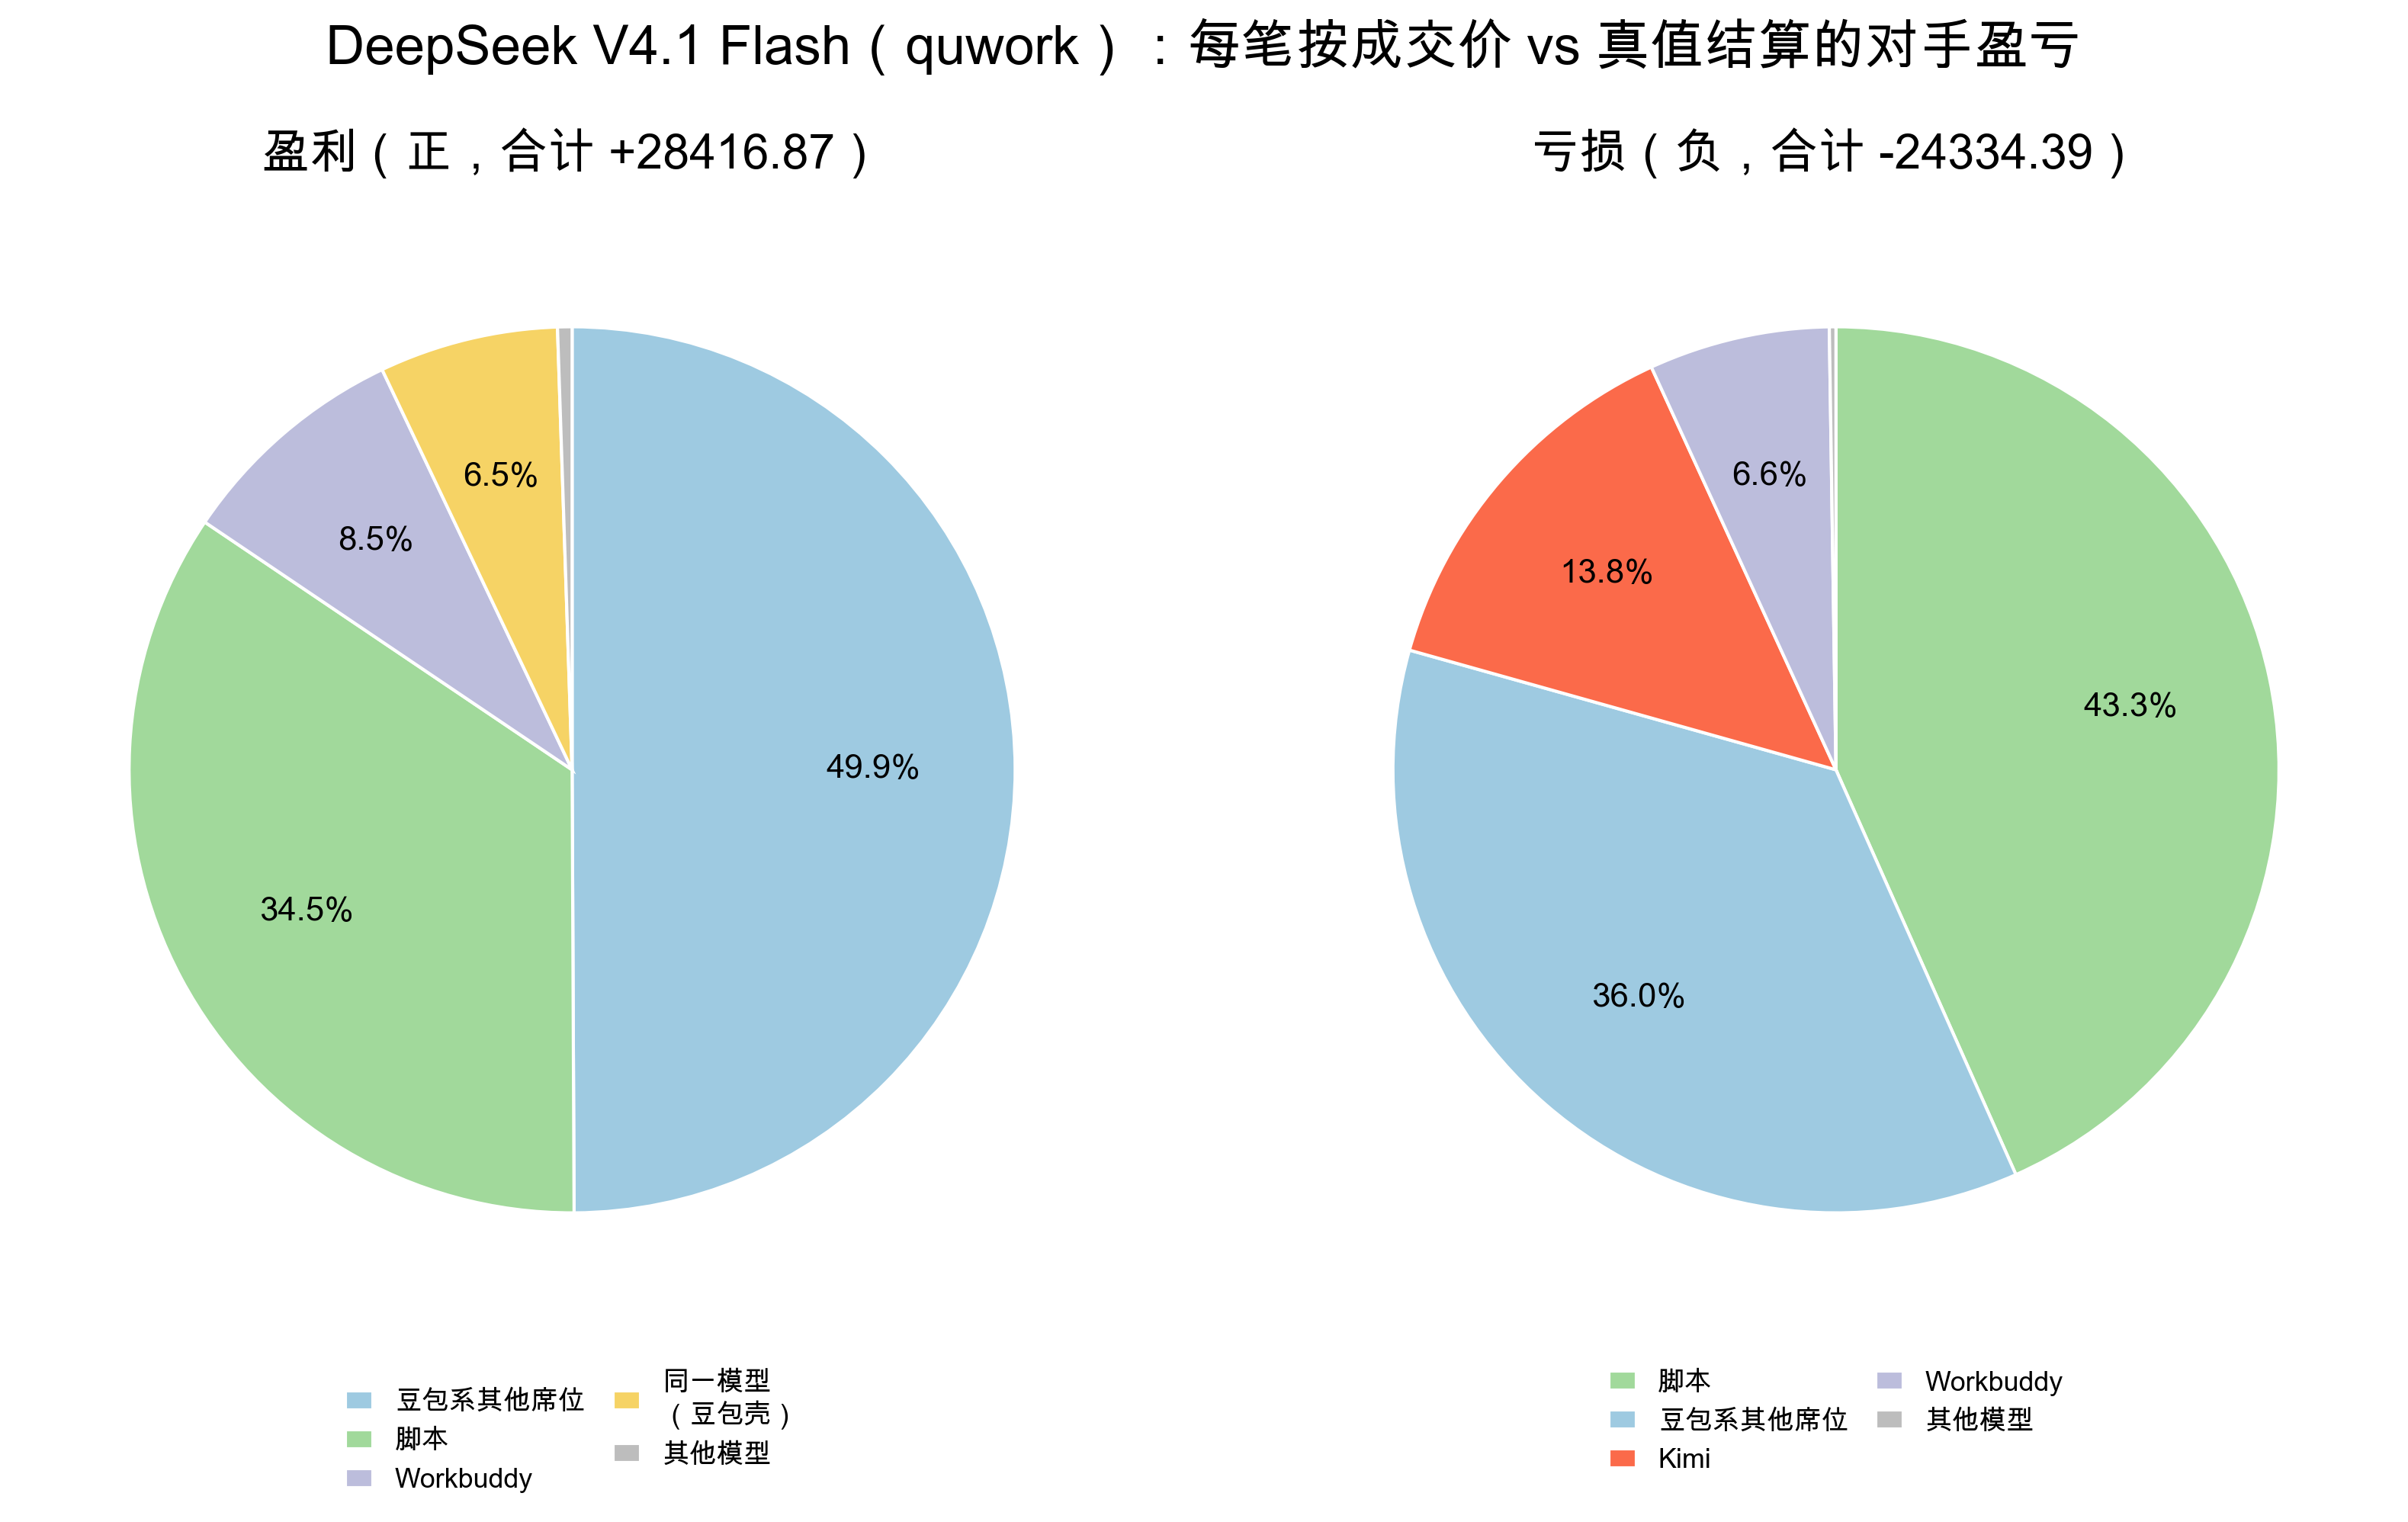 DeepSeek V4.1 Flash（quwork）：每笔按成交价 vs 真值结算的对手盈亏
盈利（正，合计 +28416.87）
亏损（负，合计 -24334.39）
6.5%
8.5%
49.9%
34.5%
6.6%
13.8%
43.3%
36.0%
豆包系其他席位
脚本
Workbuddy
同一模型
（豆包壳）
其他模型
脚本
豆包系其他席位
Kimi
Workbuddy
其他模型